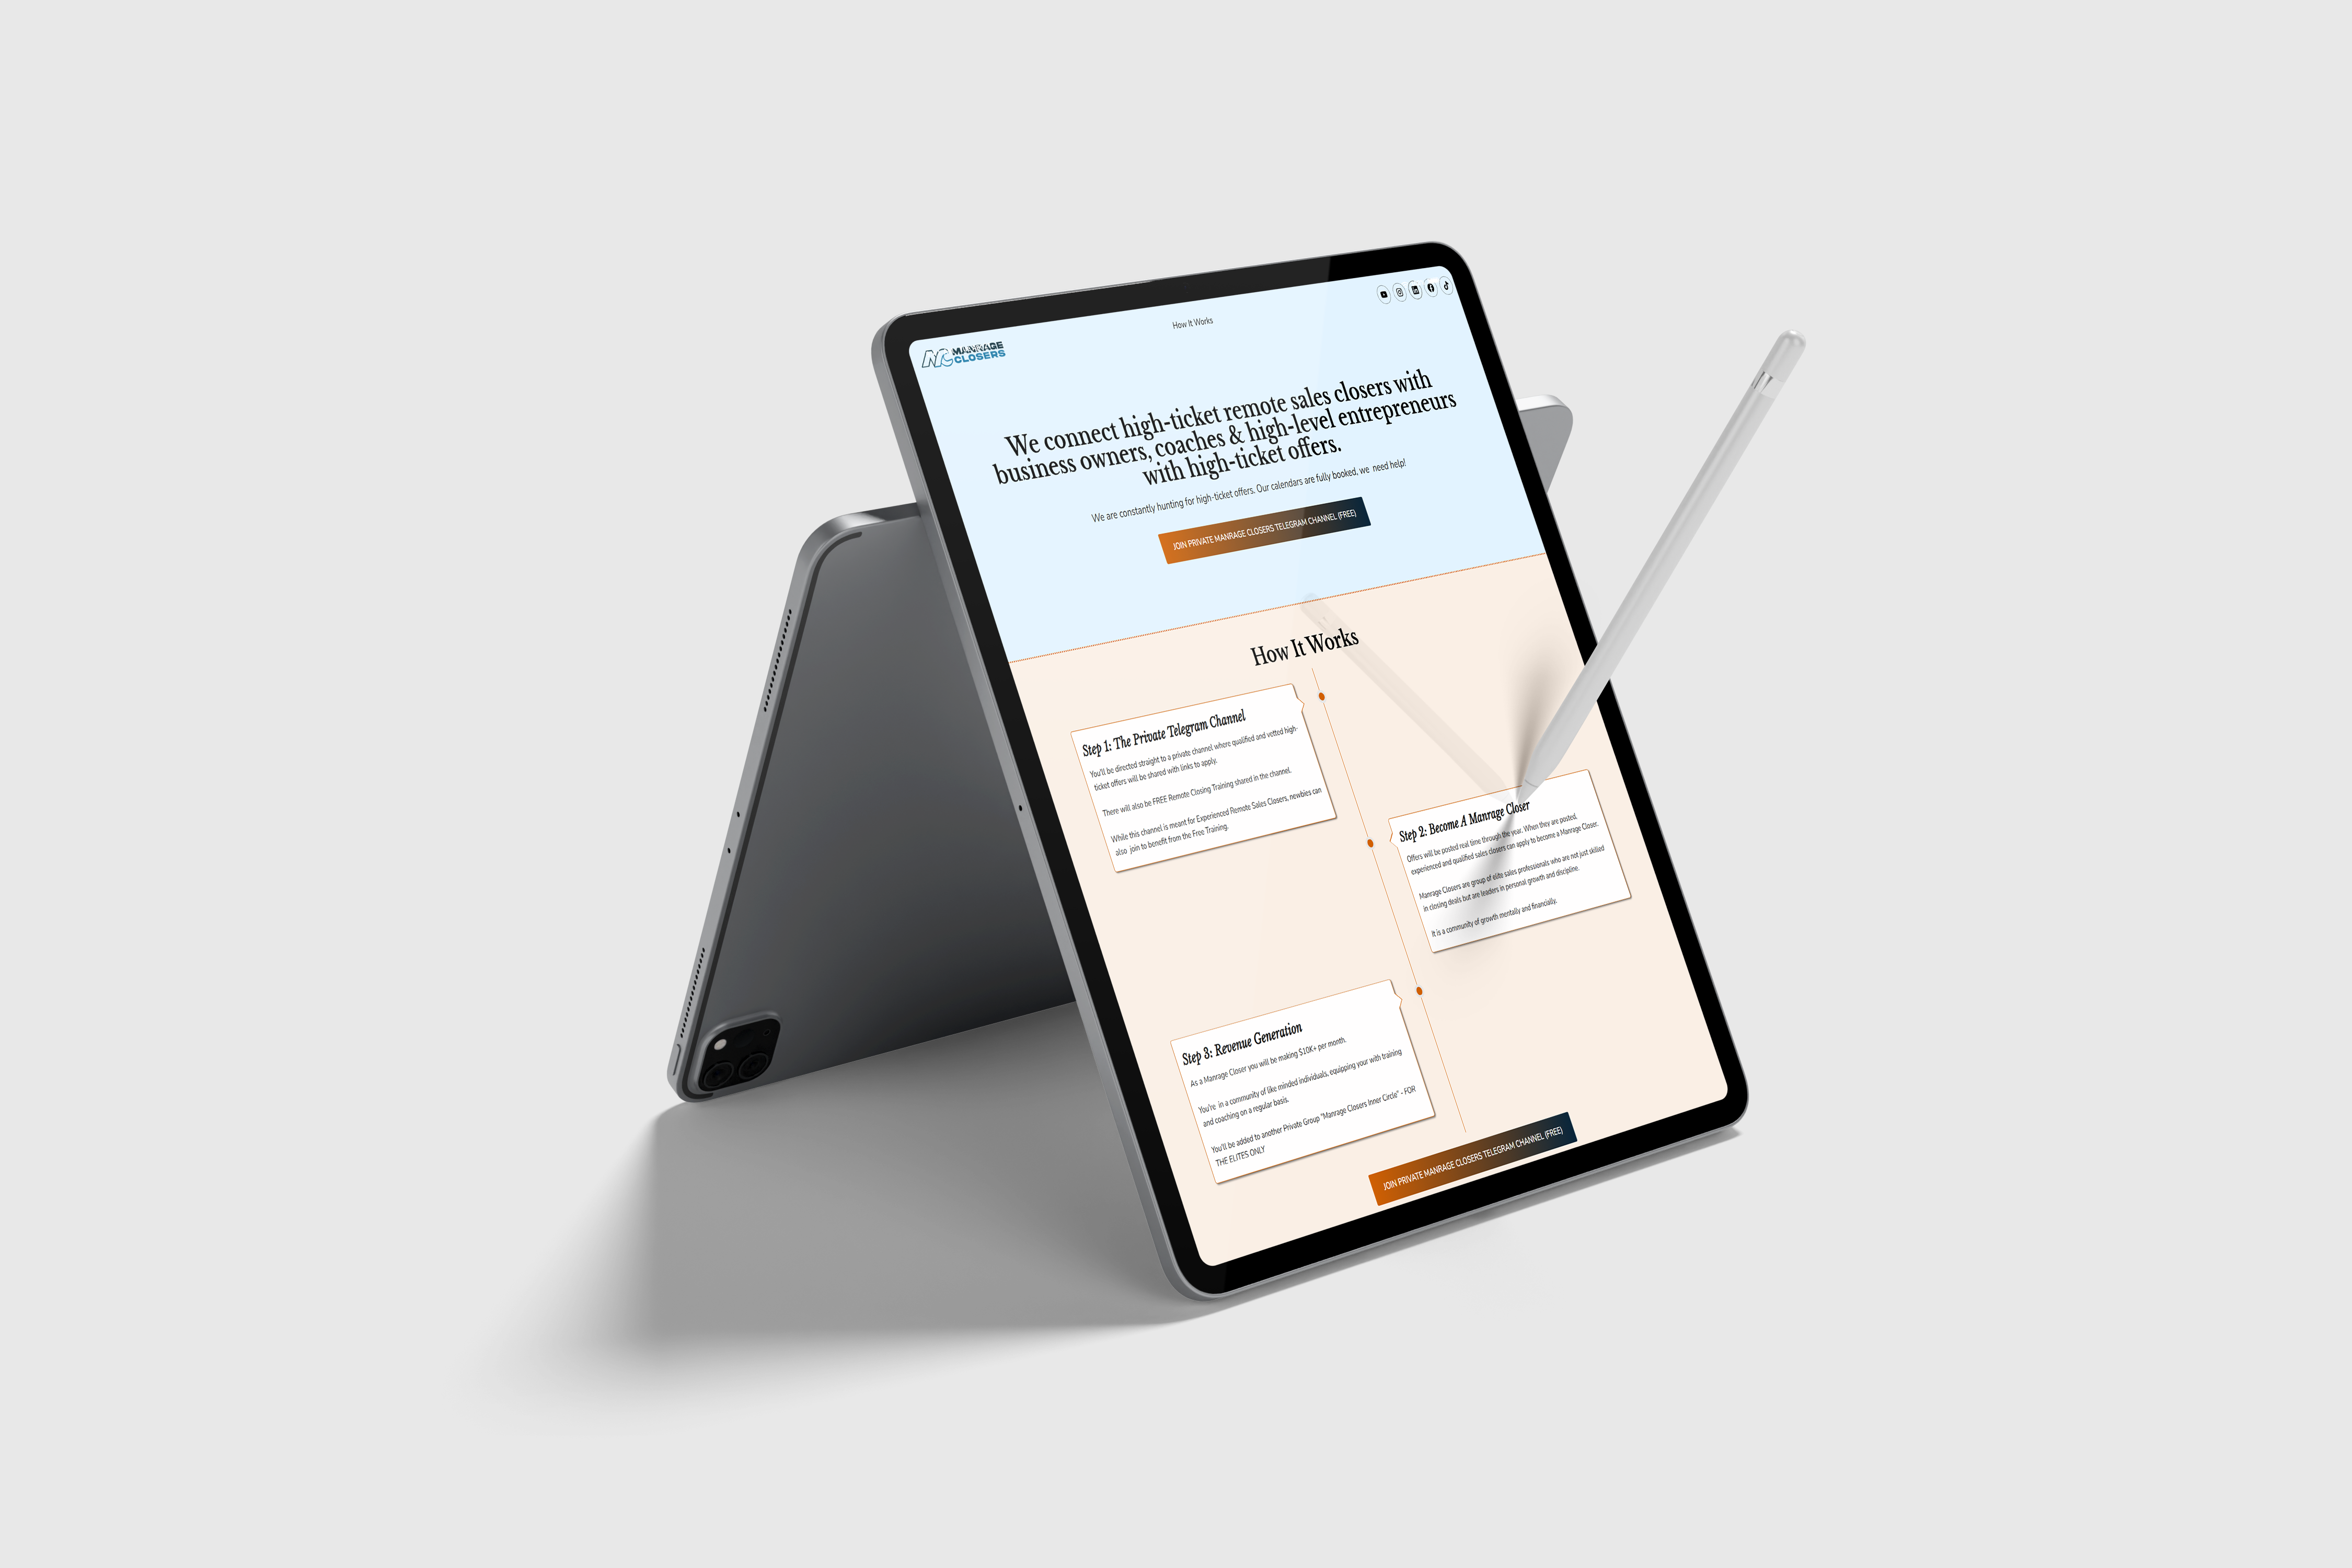 How It Works
MANRAGE
CLOSERS
We connect high-ticket remote sales closers with
business owners, coaches & high-level entrepreneurs
with high-ticket offers.
We are constantly hunting for high-ticket offers. Our calendars are fully booked, we need help!
JOIN PRIVATE MANRAGE CLOSERS TELEGRAM CHANNEL (FREE)
How It Works
Step 1: The Private Telegram Channel
You'll be directed straight to a private channel where qualified and vetted high-
ticket offers will be shared with links to apply.
There will also be FREE Remote Closing Training shared in the channel.
While this channel is meant for Experienced Remote Sales Closers, newbies can
also join to benefit from the Free Training.
Step 2: Become A Manrage Closer
Offers will be posted real time through the year. When they are posted,
experienced and qualified sales closers can apply to become a Manrage Closer.
Manrage Closers are group of elite sales professionals who are not just skilled
in closing deals but are leaders in personal growth and discipline.
It is a community of growth mentally and financially.
Step 3: Revenue Generation
As a Manrage Closer you will be making $10K+ per month.
You're in a community of like minded individuals, equipping your with training
and coaching on a regular basis.
You'll be added to another Private Group "Manrage Closers Inner Circle" - FOR
THE ELITES ONLY
JOIN PRIVATE MANRAGE CLOSERS TELEGRAM CHANNEL (FREE)